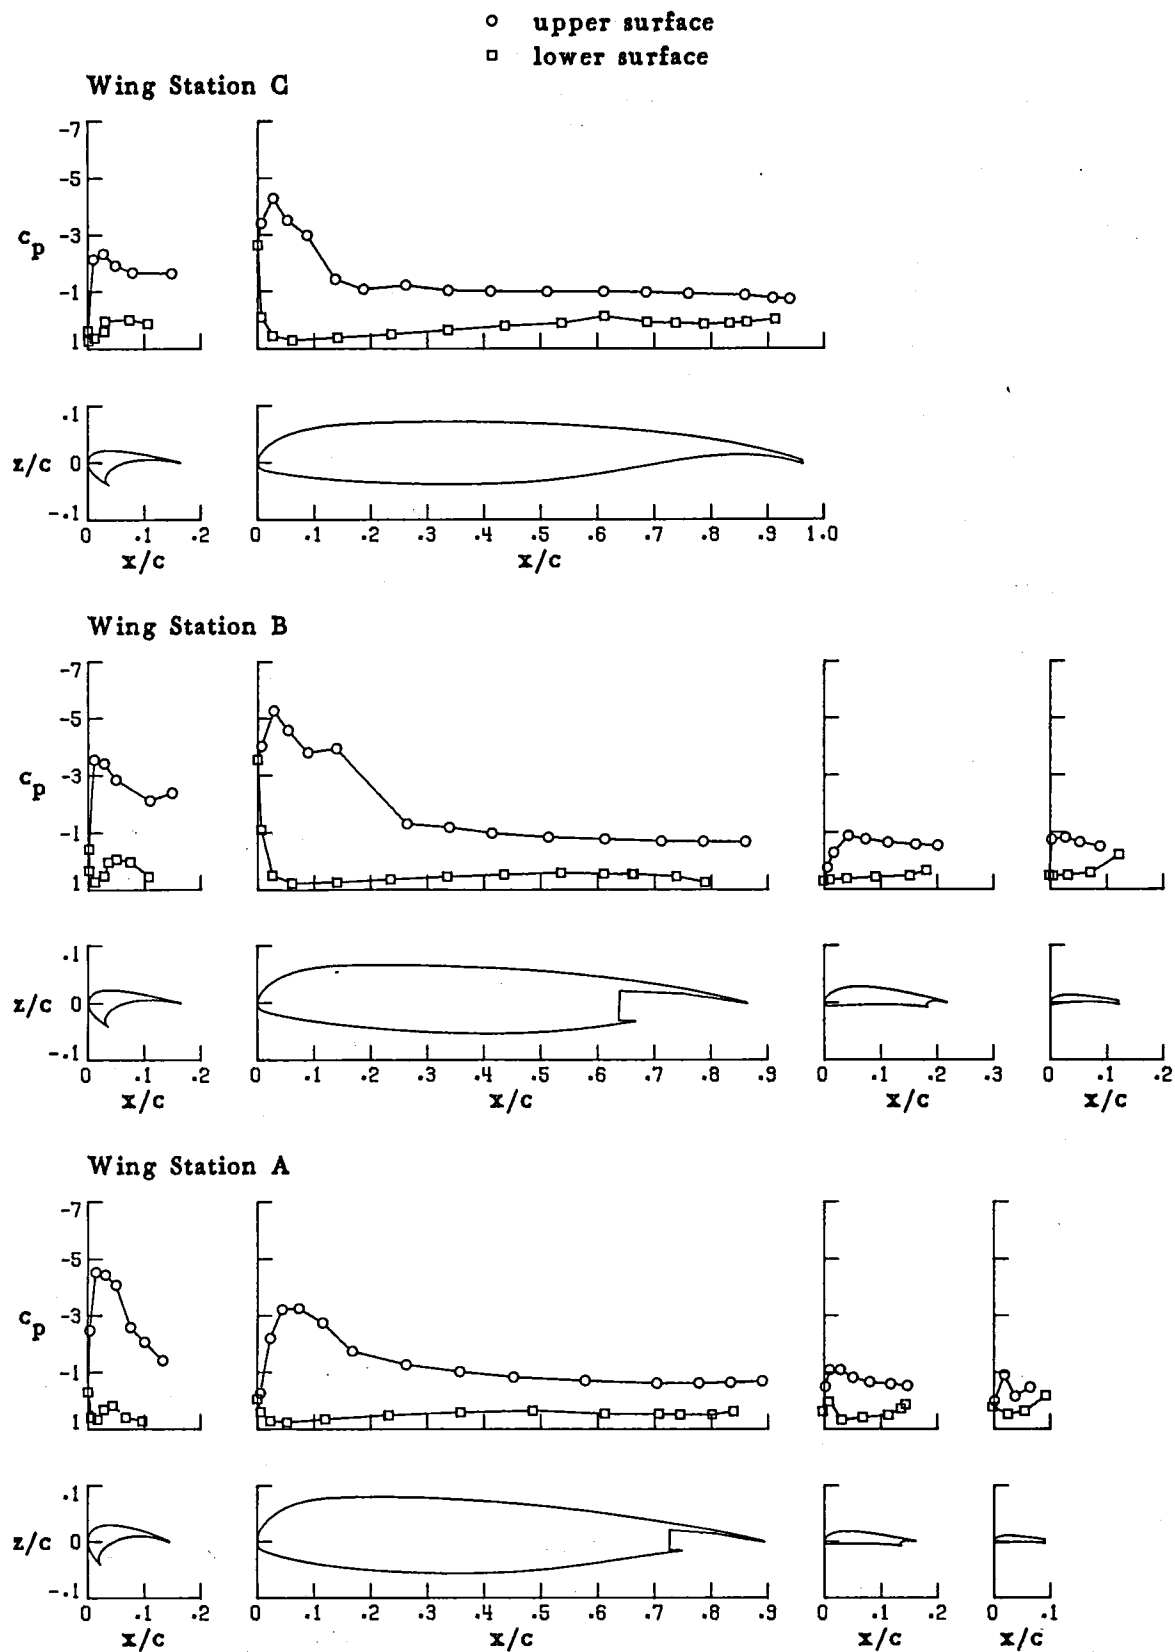 upper surface
lower surface
Wing Station C
-7
-5
-3
-1
1
c_p
.1
0
-.1
z/c
0 .1 .2
x/c
0 .1 .2 .3 .4 .5 .6 .7 .8 .9 1.0
x/c
Wing Station B
-7
-5
-3
-1
1
c_p
.1
0
-.1
z/c
0 .1 .2
x/c
0 .1 .2 .3 .4 .5 .6 .7 .8 .9
x/c
0 .1 .2 .3
x/c
0 .1 .2
x/c
Wing Station A
-7
-5
-3
-1
1
c_p
.1
0
-.1
z/c
0 .1 .2
x/c
0 .1 .2 .3 .4 .5 .6 .7 .8 .9
x/c
0 .1 .2
x/c
0 .1
x/c